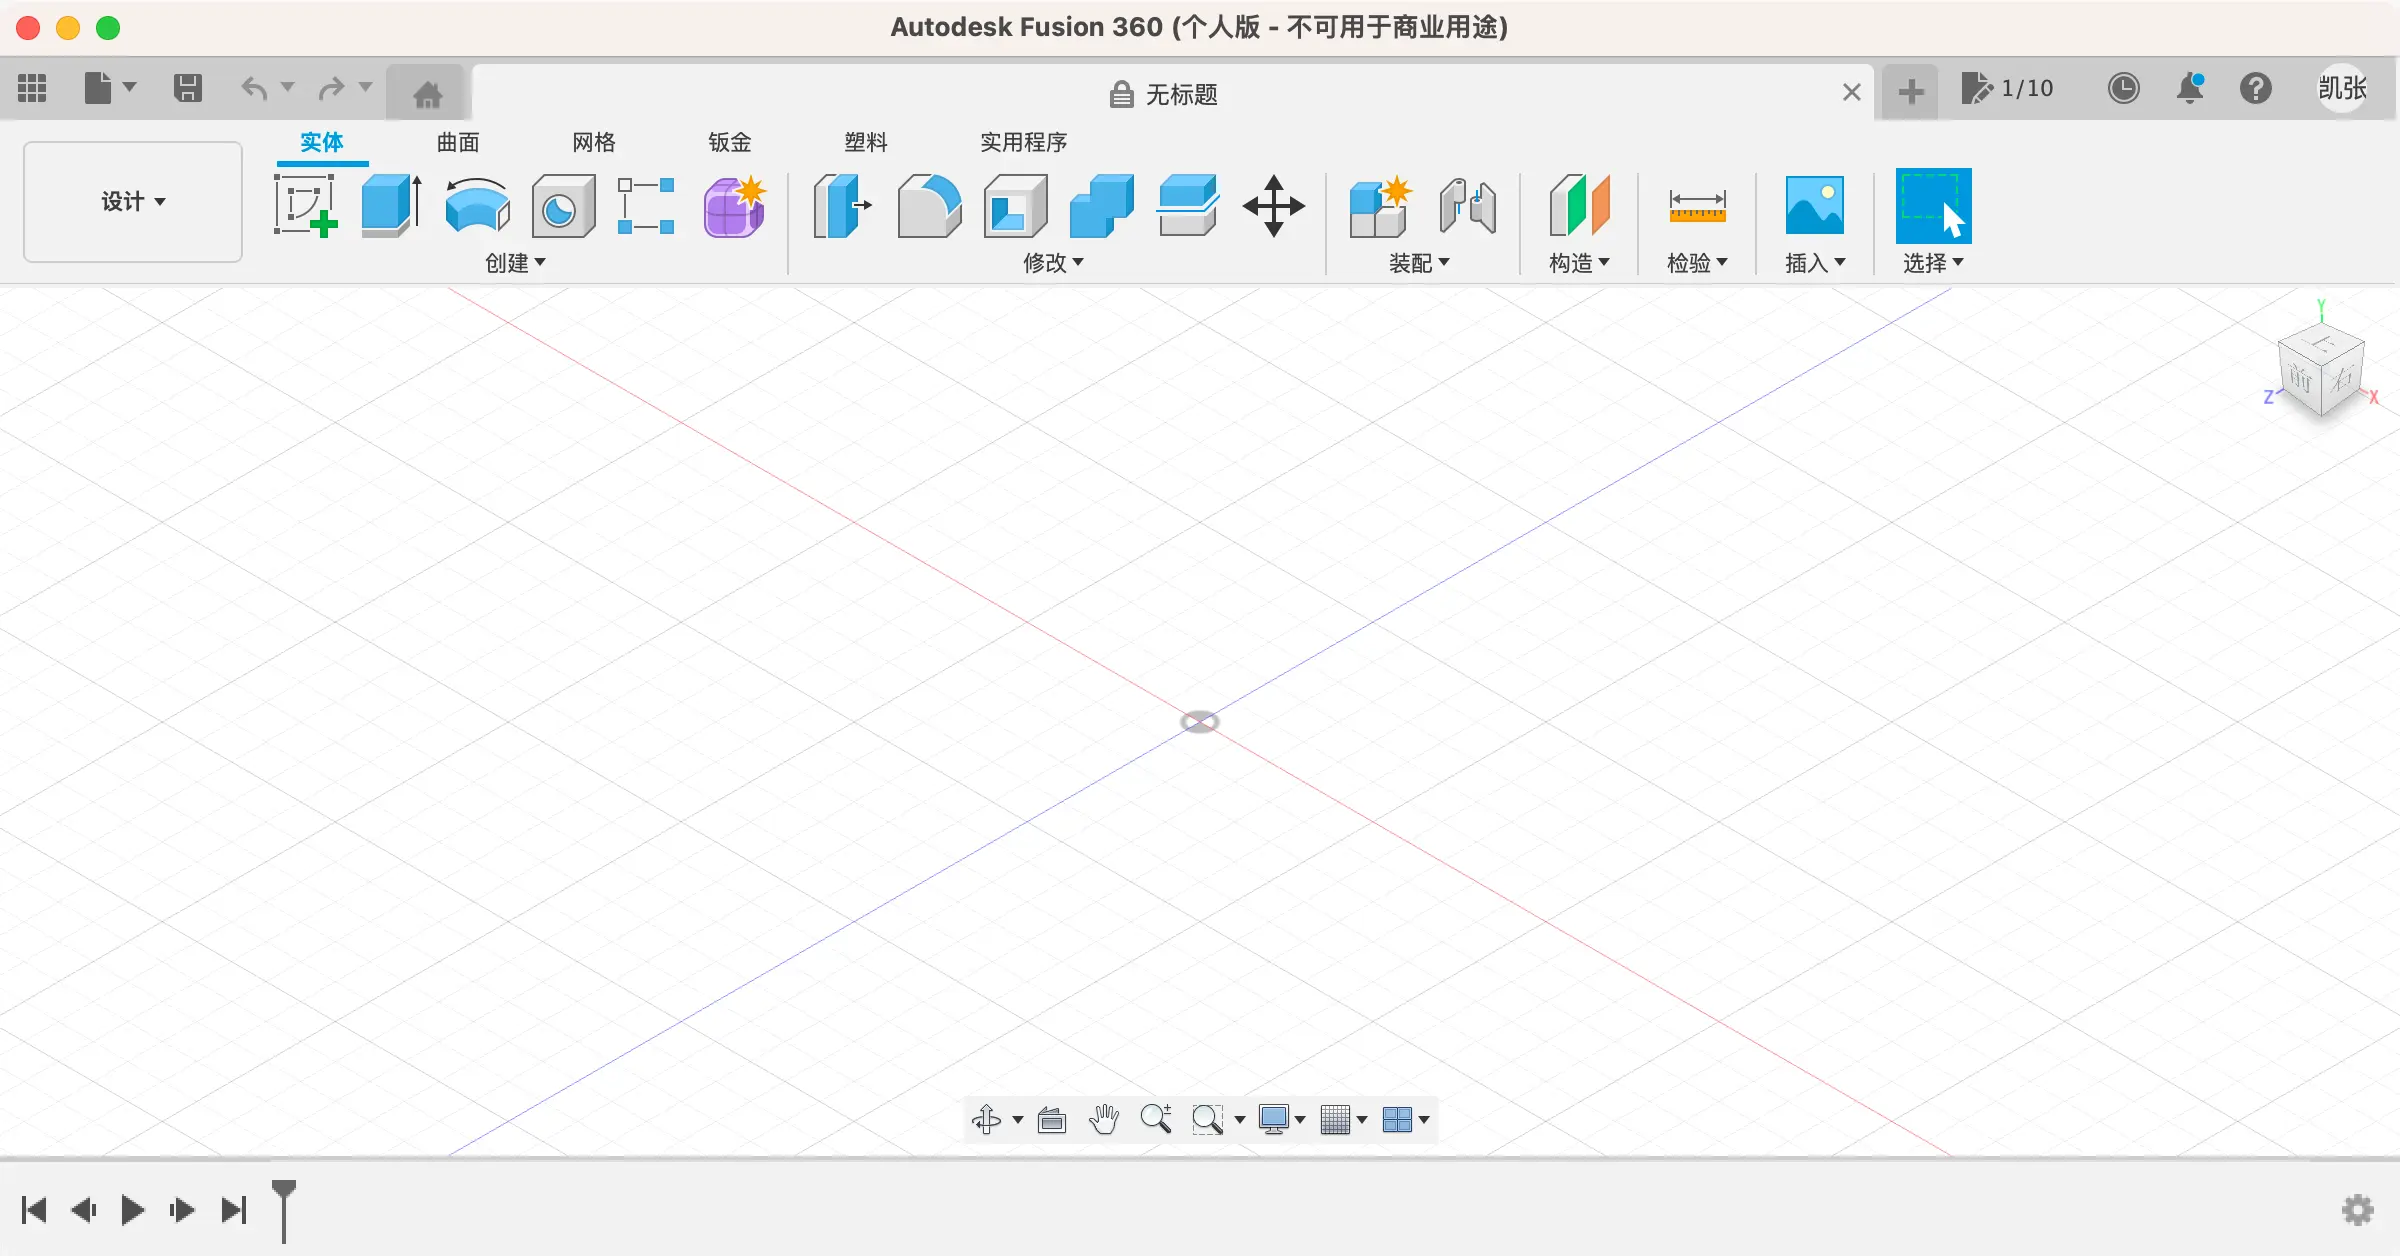 Autodesk Fusion 360 (个人版 - 不可用于商业用途)
无标题
1/10
凯张
实体 曲面 网格 钣金 塑料 实用程序
设计
创建 修改 装配 构造 检验 插入 选择
Y
上
前 右
Z X